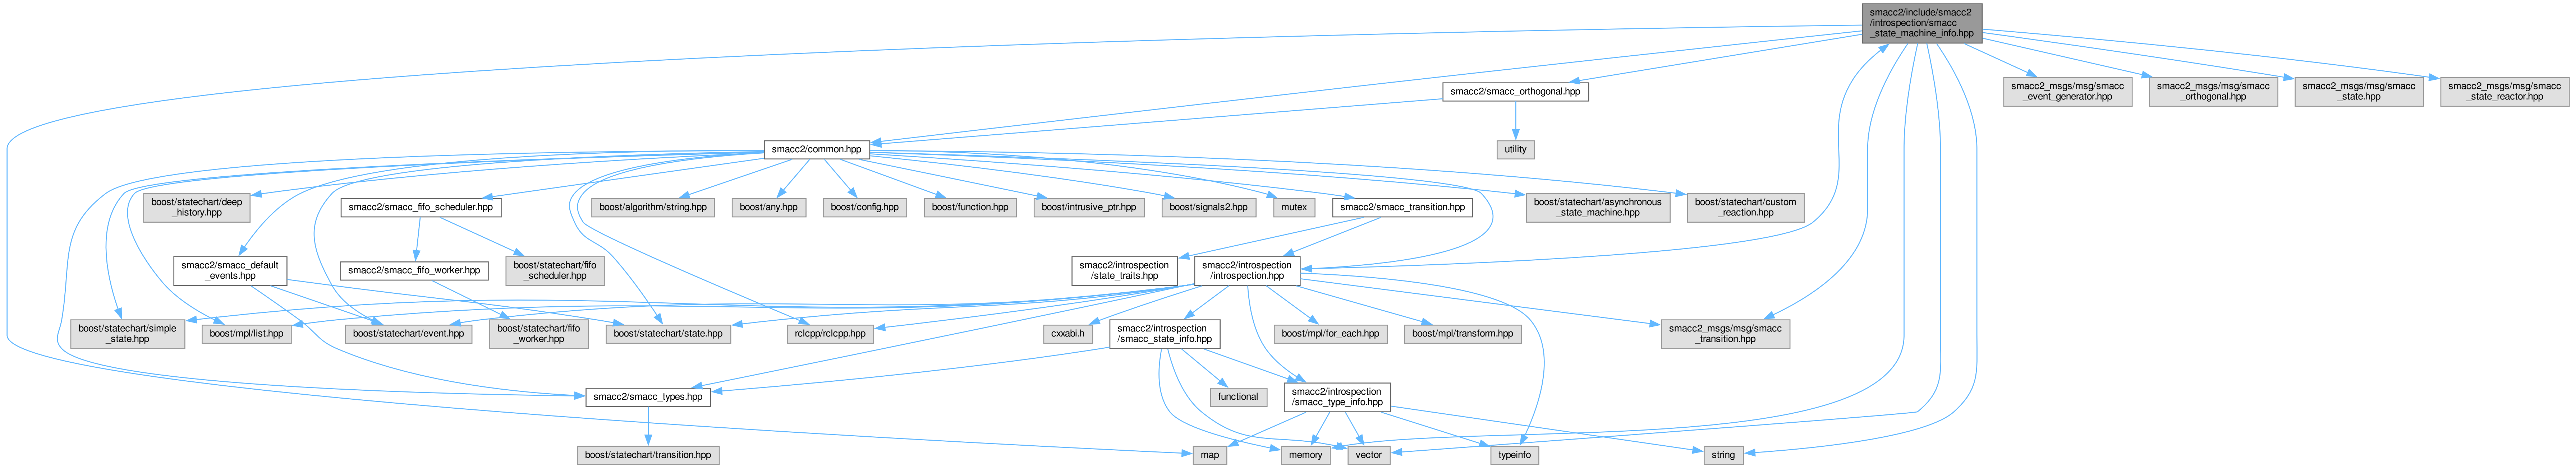 smacc2/include/smacc2
/introspection/smacc
_state_machine_info.hpp
smacc2/smacc_orthogonal.hpp
smacc2_msgs/msg/smacc
_event_generator.hpp
smacc2_msgs/msg/smacc
_orthogonal.hpp
smacc2_msgs/msg/smacc
_state.hpp
smacc2_msgs/msg/smacc
_state_reactor.hpp
smacc2/common.hpp
utility
boost/statechart/deep
_history.hpp
smacc2/smacc_fifo_scheduler.hpp
boost/algorithm/string.hpp
boost/any.hpp
boost/config.hpp
boost/function.hpp
boost/intrusive_ptr.hpp
boost/signals2.hpp
mutex
smacc2/smacc_transition.hpp
boost/statechart/asynchronous
_state_machine.hpp
boost/statechart/custom
_reaction.hpp
smacc2/smacc_default
_events.hpp
smacc2/smacc_fifo_worker.hpp
boost/statechart/fifo
_scheduler.hpp
smacc2/introspection
/state_traits.hpp
smacc2/introspection
/introspection.hpp
boost/statechart/simple
_state.hpp
boost/mpl/list.hpp
boost/statechart/event.hpp
boost/statechart/fifo
_worker.hpp
boost/statechart/state.hpp
rclcpp/rclcpp.hpp
cxxabi.h
smacc2/introspection
/smacc_state_info.hpp
boost/mpl/for_each.hpp
boost/mpl/transform.hpp
smacc2_msgs/msg/smacc
_transition.hpp
smacc2/smacc_types.hpp
functional
smacc2/introspection
/smacc_type_info.hpp
boost/statechart/transition.hpp
map
memory
vector
typeinfo
string